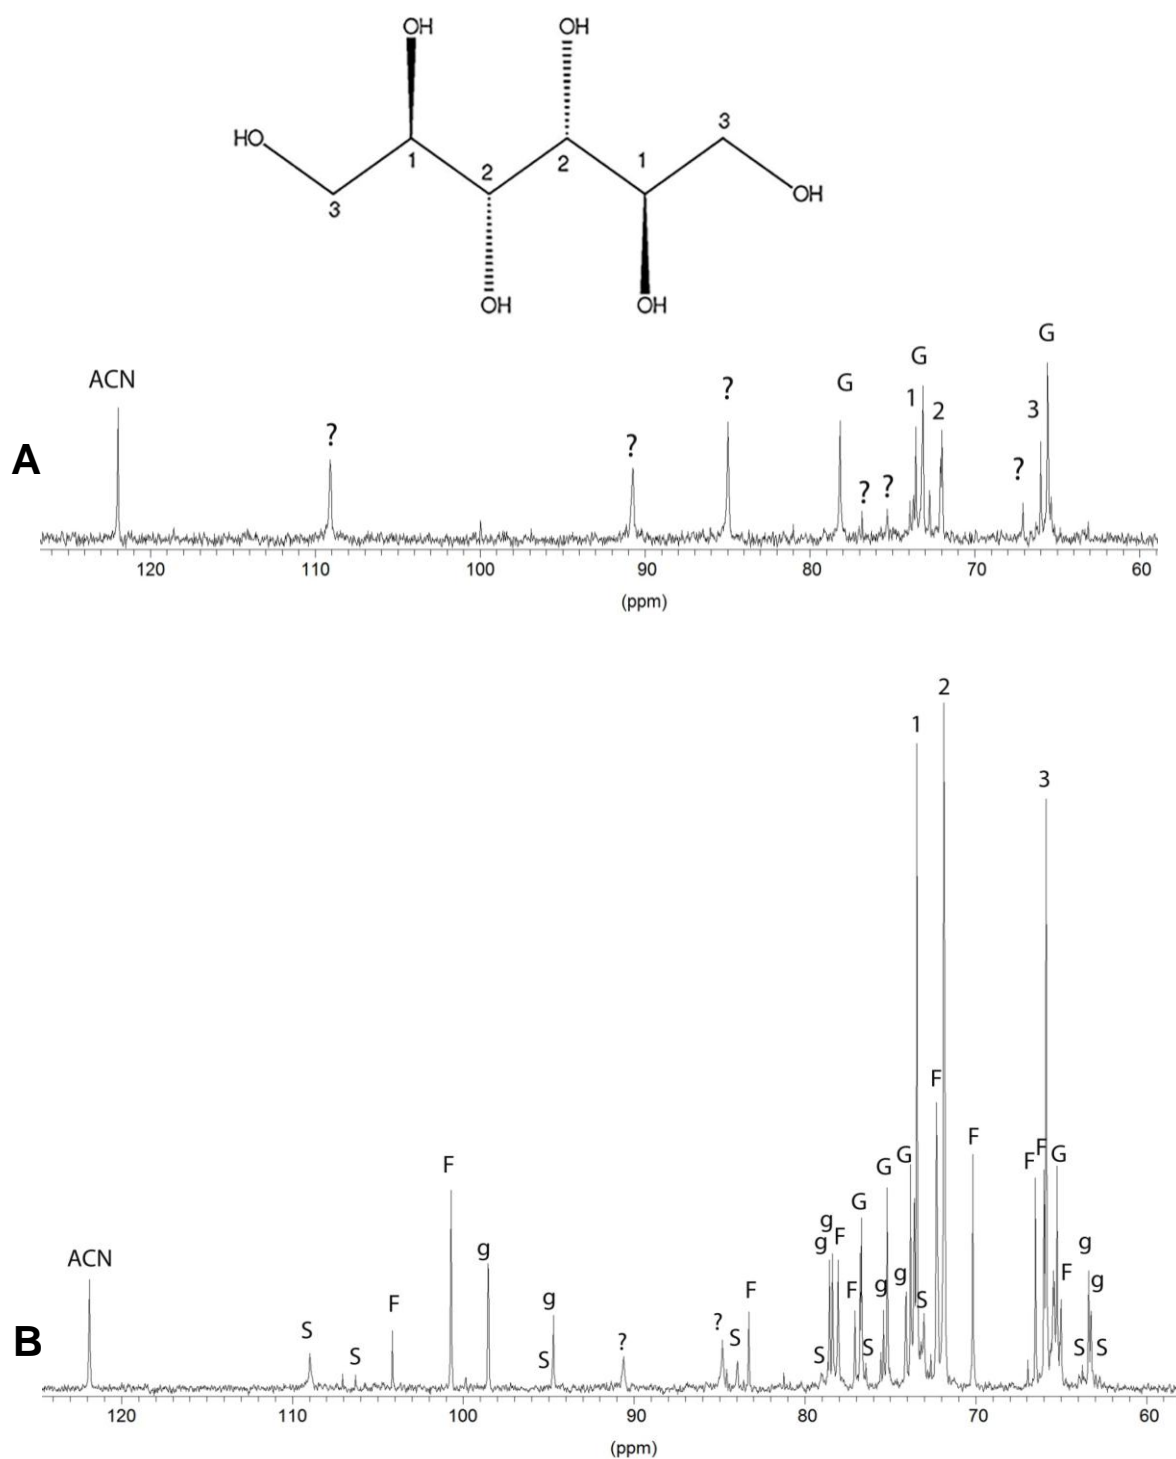 OH OH
HO 3 1 2 2 1 3 OH
OH OH
A
ACN ? ? ? G ? ? 1 G 2 ? 3 G
120 110 100 90 80 70 60
(ppm)
B
ACN S S F F g g S ? ? S F S g g F F G S g G g G S 1 F 2 F F F 3 G F S g g S
120 110 100 90 80 70 60
(ppm)